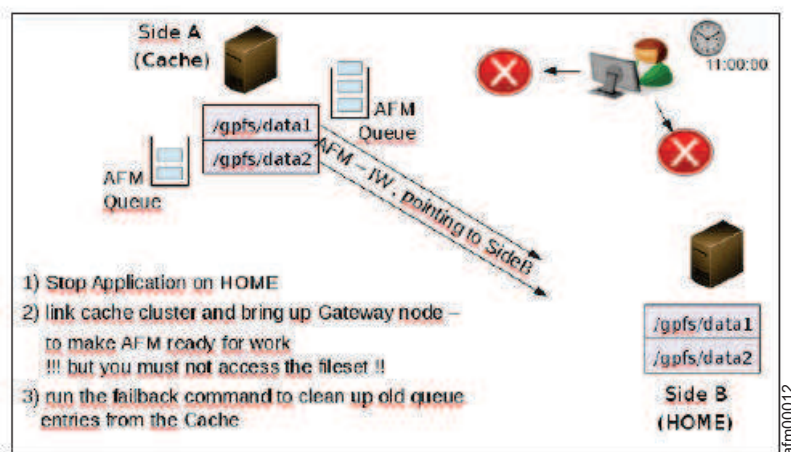 Side A
(Cache)
11:00:00
AFM
Queue
/gpfs/data1
/gpfs/data2
AFM
Queue
AFM – IW, pointing to SideB
1) Stop Application on HOME
2) link cache cluster and bring up Gateway node –
to make AFM ready for work
!!! but you must not access the fileset !!
3) run the failback command to clean up old queue
entries from the Cache
/gpfs/data1
/gpfs/data2
Side B
(HOME)
afm00012